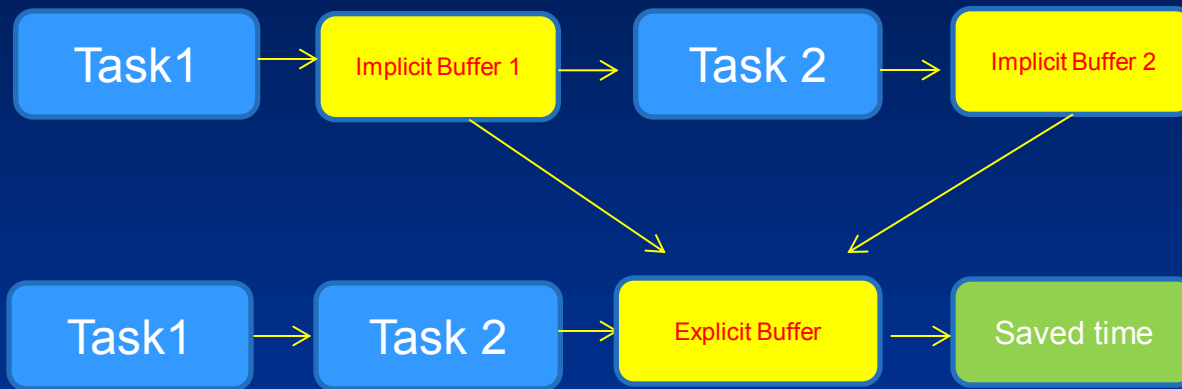 Task1
Implicit Buffer 1
Task 2
Implicit Buffer 2
Task1
Task 2
Explicit Buffer
Saved time